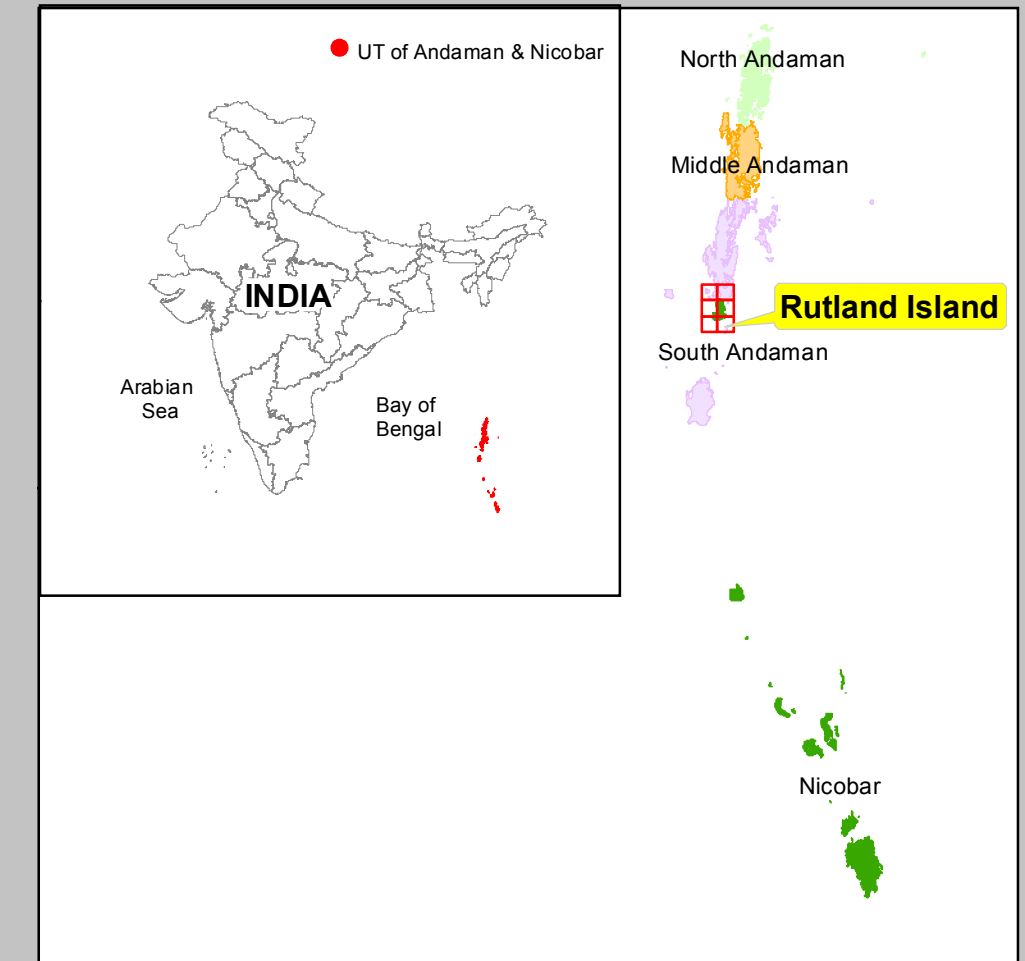 UT of Andaman & Nicobar
INDIA
Arabian
Sea
Bay of
Bengal
North Andaman
Middle Andaman
Rutland Island
South Andaman
Nicobar